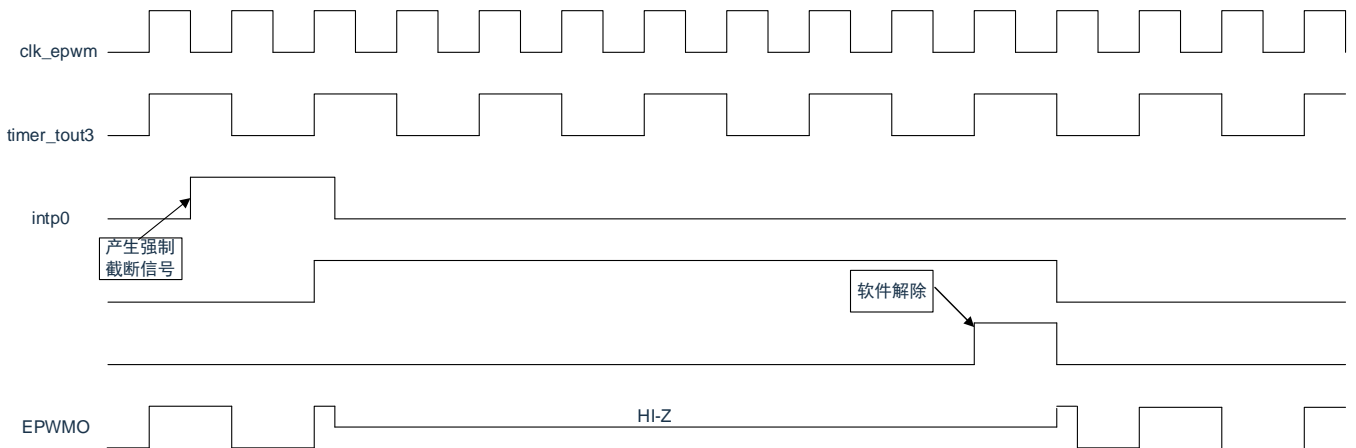 clk_epwm
timer_tout3
intp0
产生强制
截断信号
软件解除
HI-Z
EPWMO